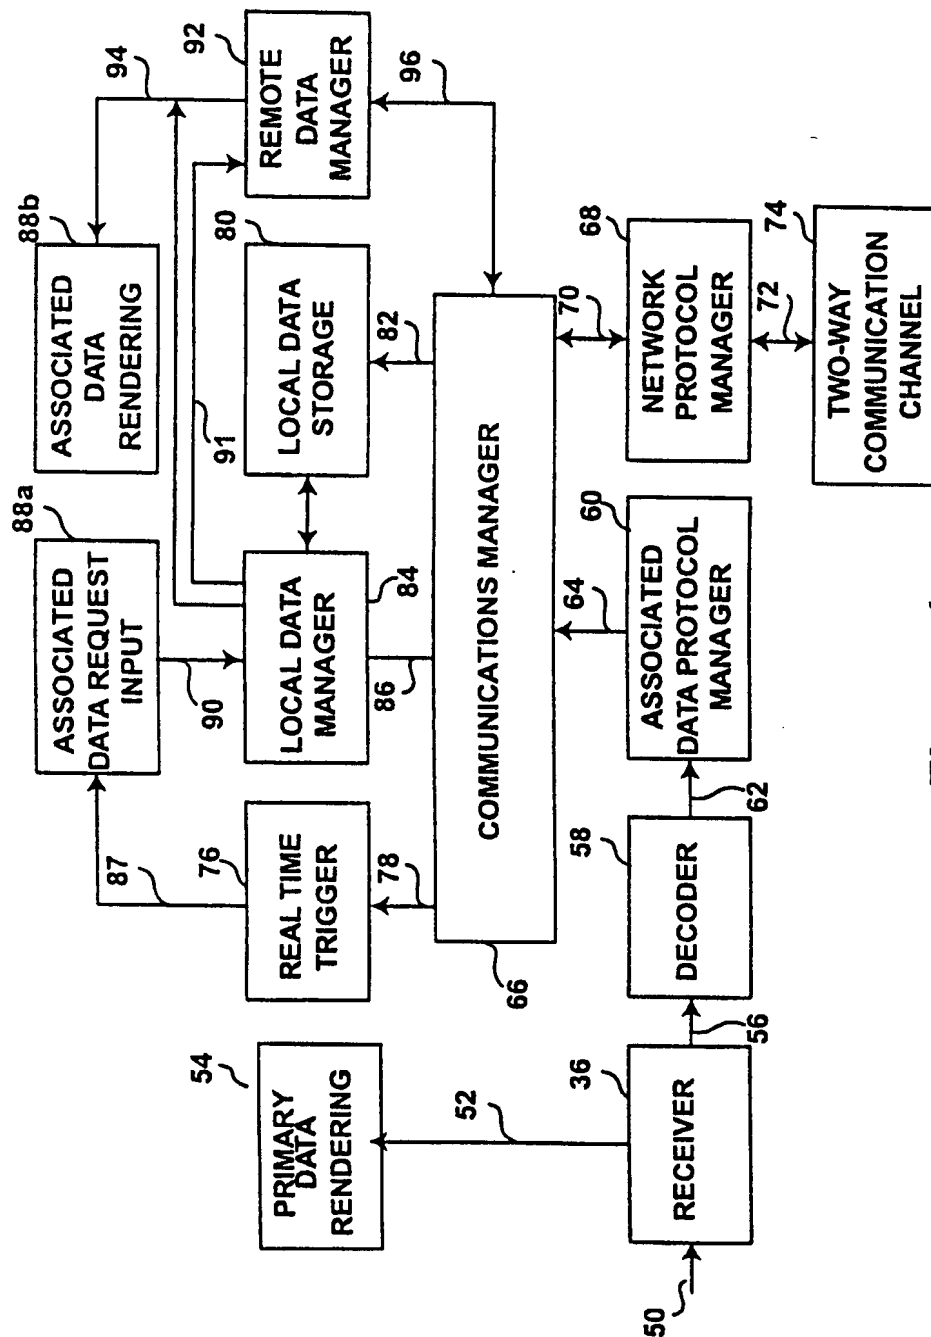 88a
ASSOCIATED
DATA REQUEST
INPUT
88b
ASSOCIATED
DATA
RENDERING
94
87
90
91
92
54
PRIMARY
DATA
RENDERING
76
REAL TIME
TRIGGER
LOCAL DATA
MANAGER
84
80
LOCAL DATA
STORAGE
REMOTE
DATA
MANAGER
52
78
86
82
96
66
COMMUNICATIONS MANAGER
64
70
50
36
RECEIVER
56
58
DECODER
62
60
ASSOCIATED
DATA PROTOCOL
MANAGER
68
NETWORK
PROTOCOL
MANAGER
72
74
TWO-WAY
COMMUNICATION
CHANNEL